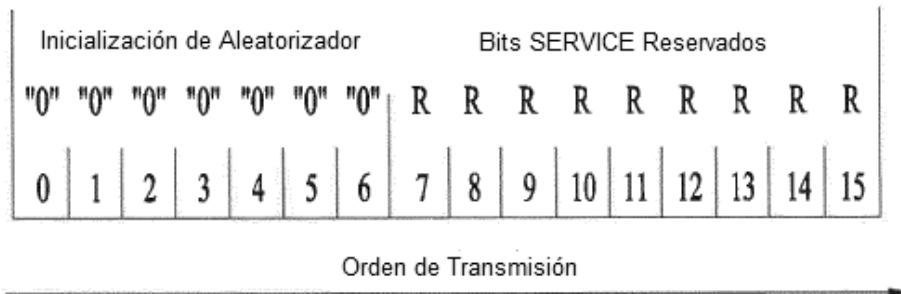 Inicialización de Aleatorizador Bits SERVICE Reservados
"0" "0" "0" "0" "0" "0" "0" R R R R R R R R R
0 1 2 3 4 5 6 7 8 9 10 11 12 13 14 15
Orden de Transmisión